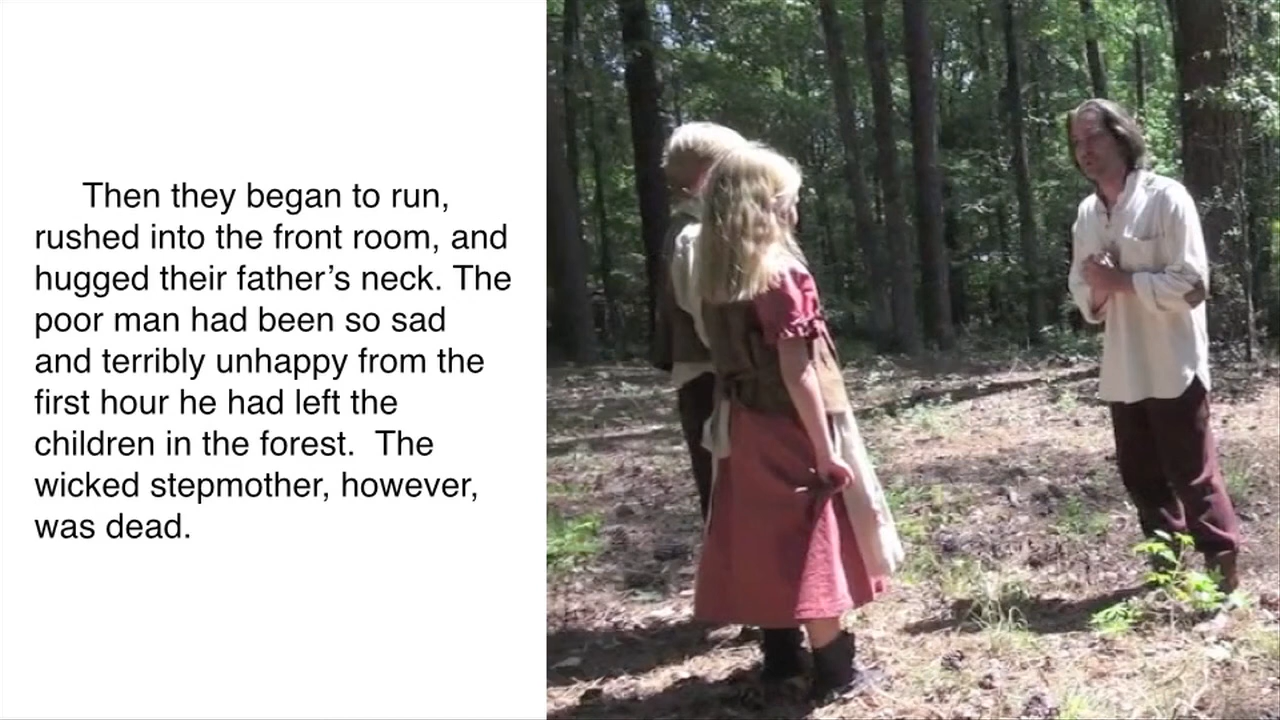 Then they began to run,
rushed into the front room, and
hugged their father’s neck. The
poor man had been so sad
and terribly unhappy from the
first hour he had left the
children in the forest.  The
wicked stepmother, however,
was dead.